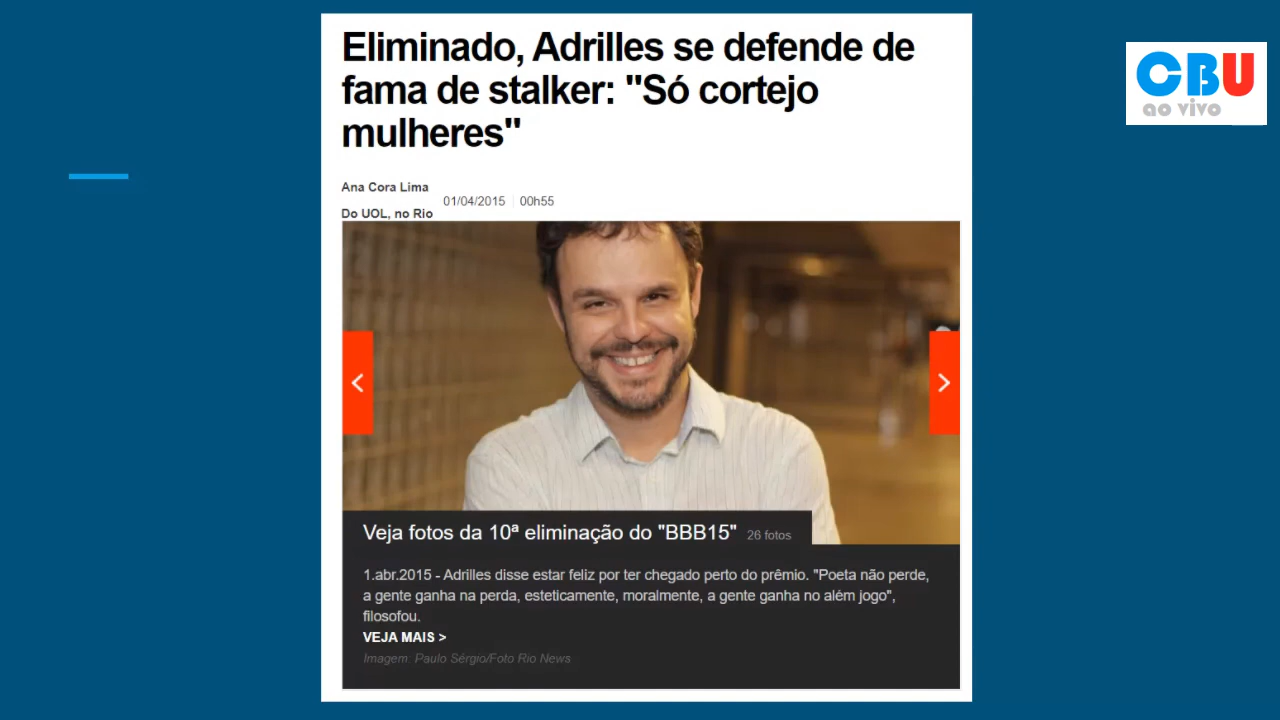 Eliminado, Adrilles se defende de
fama de stalker: "Só cortejo
mulheres"
CBU
ao vivo
Ana Cora Lima
Do UOL, no Rio
01/04/2015 | 00h55
Veja fotos da 10ª eliminação do "BBB15" 26 fotos
1.abr.2015 - Adrilles disse estar feliz por ter chegado perto do prêmio. "Poeta não perde,
a gente ganha na perda, esteticamente, moralmente, a gente ganha no além jogo",
filosofou.
VEJA MAIS >
Imagem: Paulo Sérgio/Foto Rio News